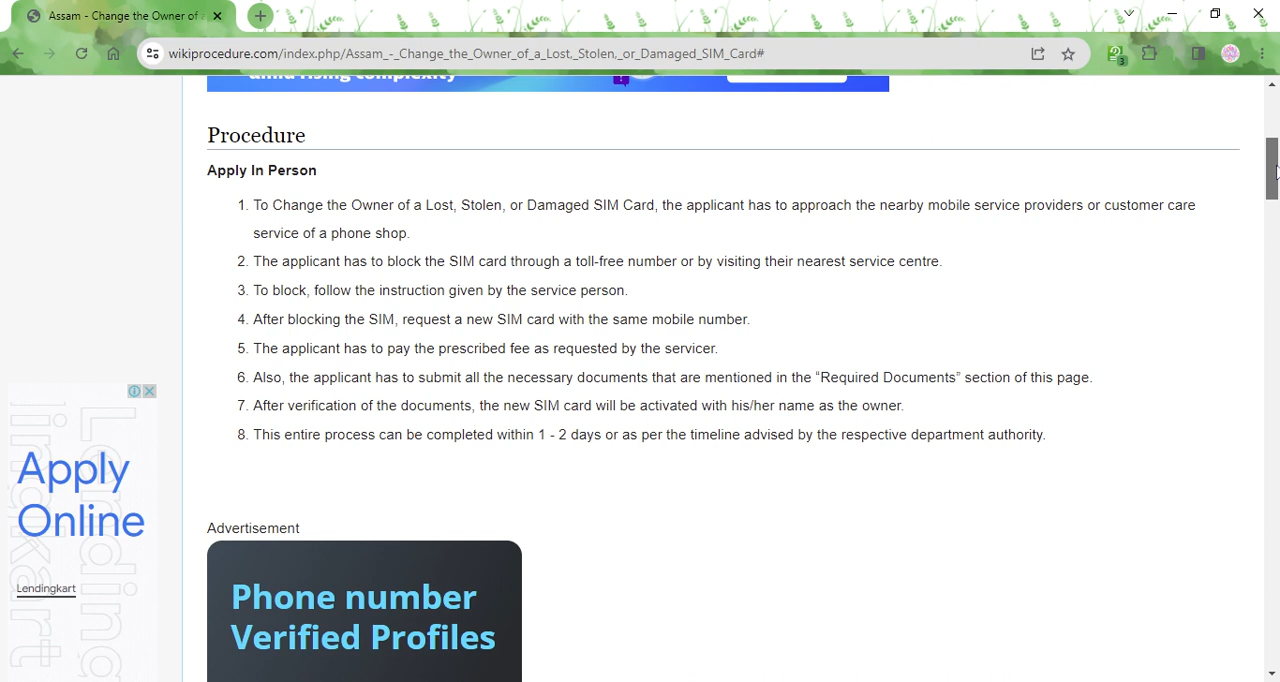 Assam - Change the Owner of a
wikiprocedure.com/index.php/Assam_-_Change_the_Owner_of_a_Lost,_Stolen,_or_Damaged_SIM_Card#
amid rising complexity
Procedure
Apply In Person
1. To Change the Owner of a Lost, Stolen, or Damaged SIM Card, the applicant has to approach the nearby mobile service providers or customer care
service of a phone shop.
2. The applicant has to block the SIM card through a toll-free number or by visiting their nearest service centre.
3. To block, follow the instruction given by the service person.
4. After blocking the SIM, request a new SIM card with the same mobile number.
5. The applicant has to pay the prescribed fee as requested by the servicer.
6. Also, the applicant has to submit all the necessary documents that are mentioned in the “Required Documents” section of this page.
7. After verification of the documents, the new SIM card will be activated with his/her name as the owner.
8. This entire process can be completed within 1 - 2 days or as per the timeline advised by the respective department authority.
Apply
Online
Lendingkart
Advertisement
Phone number
Verified Profiles